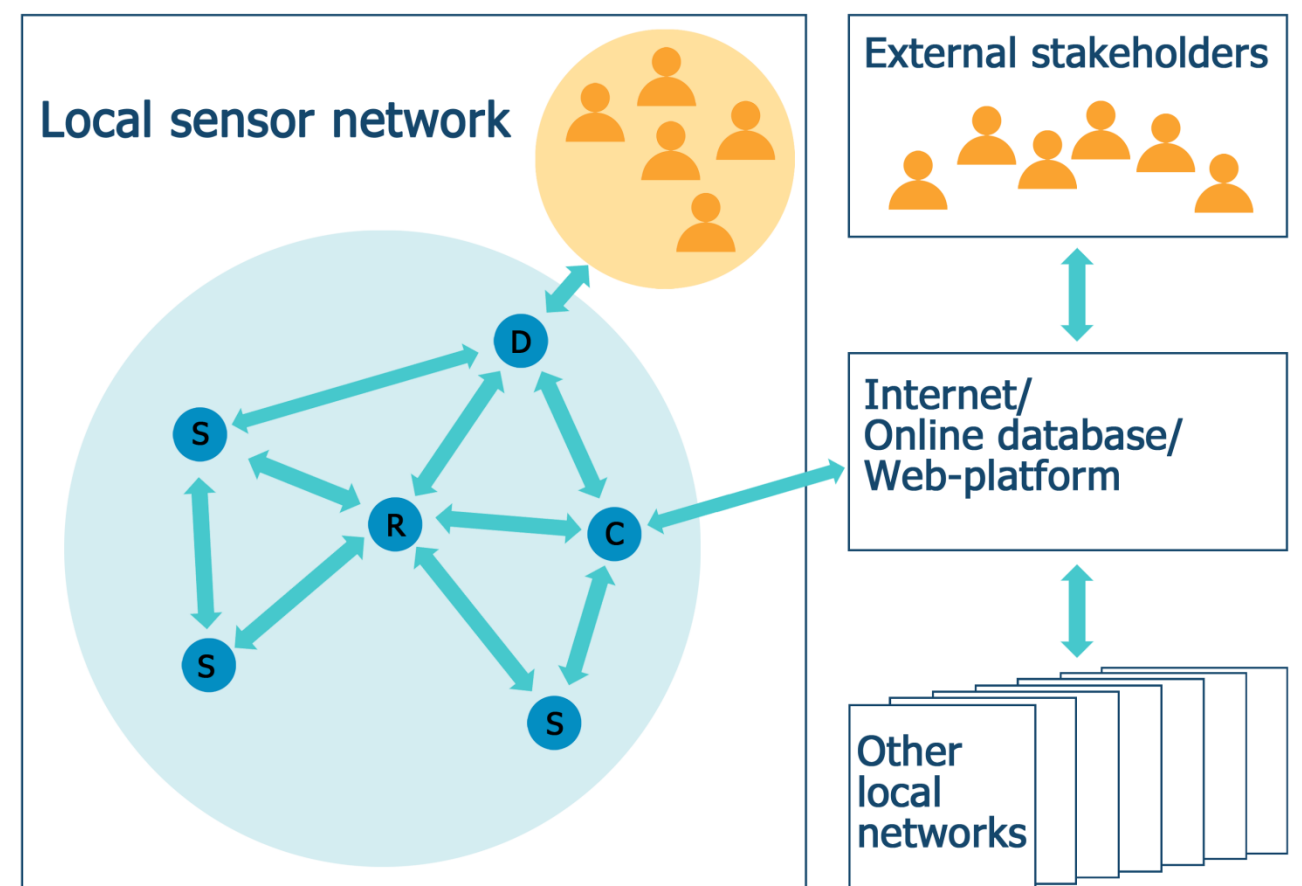 Local sensor network
D
S
R
C
S
S
External stakeholders
Internet/
Online database/
Web-platform
Other
local
networks